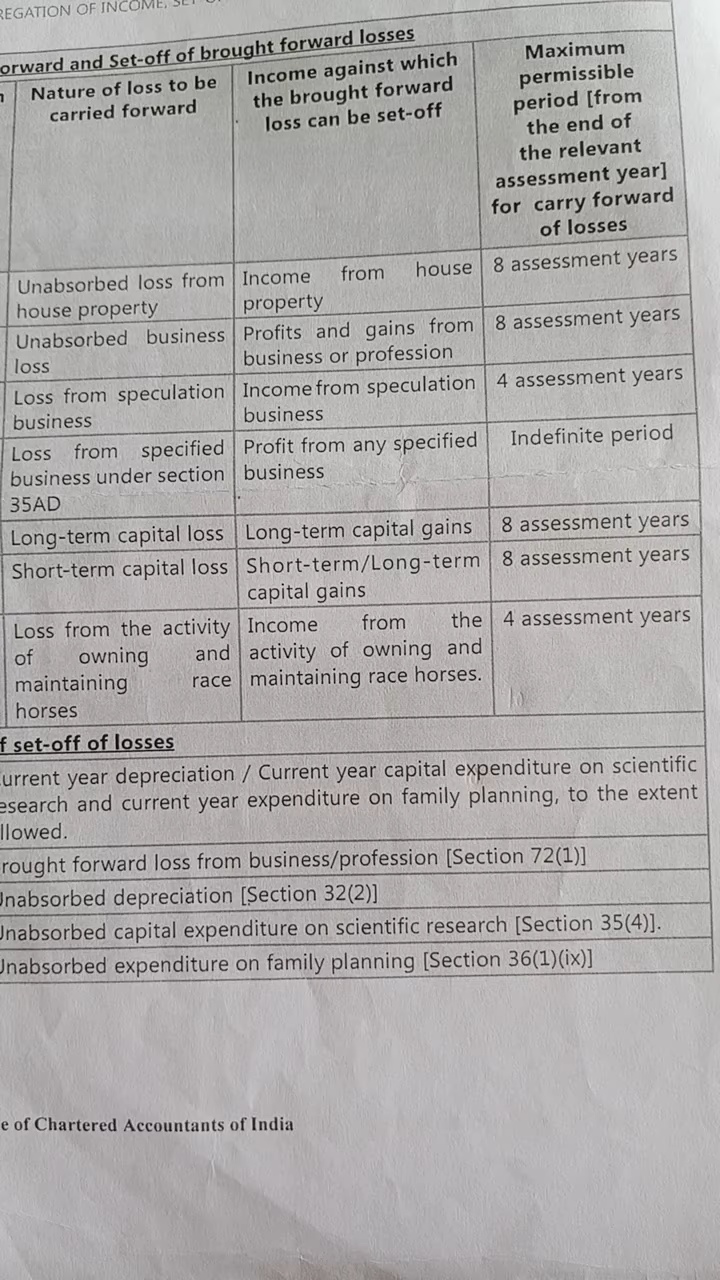 REGATION OF INCOME,
orward and Set-off of brought forward losses
Nature of loss to be
carried forward
Income against which
the brought forward
loss can be set-off
Maximum
permissible
period [from
the end of
the relevant
assessment year]
for carry forward
of losses
Unabsorbed loss from
house property
Income from house
property
8 assessment years
Unabsorbed business
loss
Profits and gains from
business or profession
8 assessment years
Loss from speculation
business
Income from speculation
business
4 assessment years
Loss from specified
business under section
35AD
Profit from any specified
business
Indefinite period
Long-term capital loss
Long-term capital gains
8 assessment years
Short-term capital loss
Short-term/Long-term
capital gains
8 assessment years
Loss from the activity
of owning and
maintaining race
horses
Income from the
activity of owning and
maintaining race horses.
4 assessment years
f set-off of losses
urrent year depreciation / Current year capital expenditure on scientific
esearch and current year expenditure on family planning, to the extent
llowed.
rought forward loss from business/profession [Section 72(1)]
Unabsorbed depreciation [Section 32(2)]
Unabsorbed capital expenditure on scientific research [Section 35(4)].
Unabsorbed expenditure on family planning [Section 36(1)(ix)]
e of Chartered Accountants of India